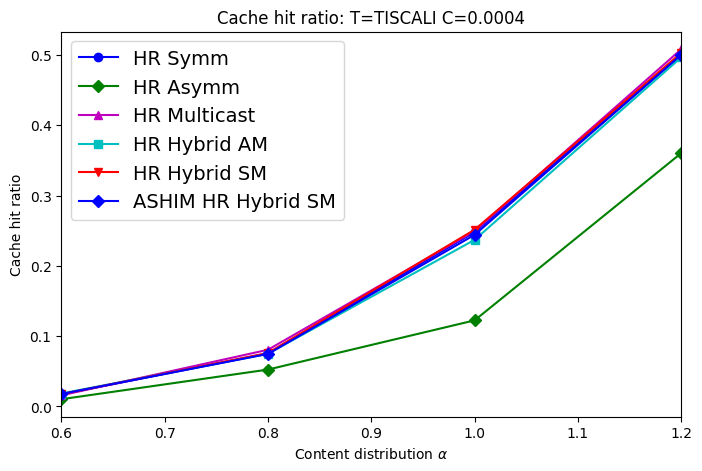 Cache hit ratio: T=TISCALI C=0.0004
HR Symm
HR Asymm
HR Multicast
HR Hybrid AM
HR Hybrid SM
ASHIM HR Hybrid SM
Cache hit ratio
0.5
0.4
0.3
0.2
0.1
0.0
0.6 0.7 0.8 0.9 1.0 1.1 1.2
Content distribution α